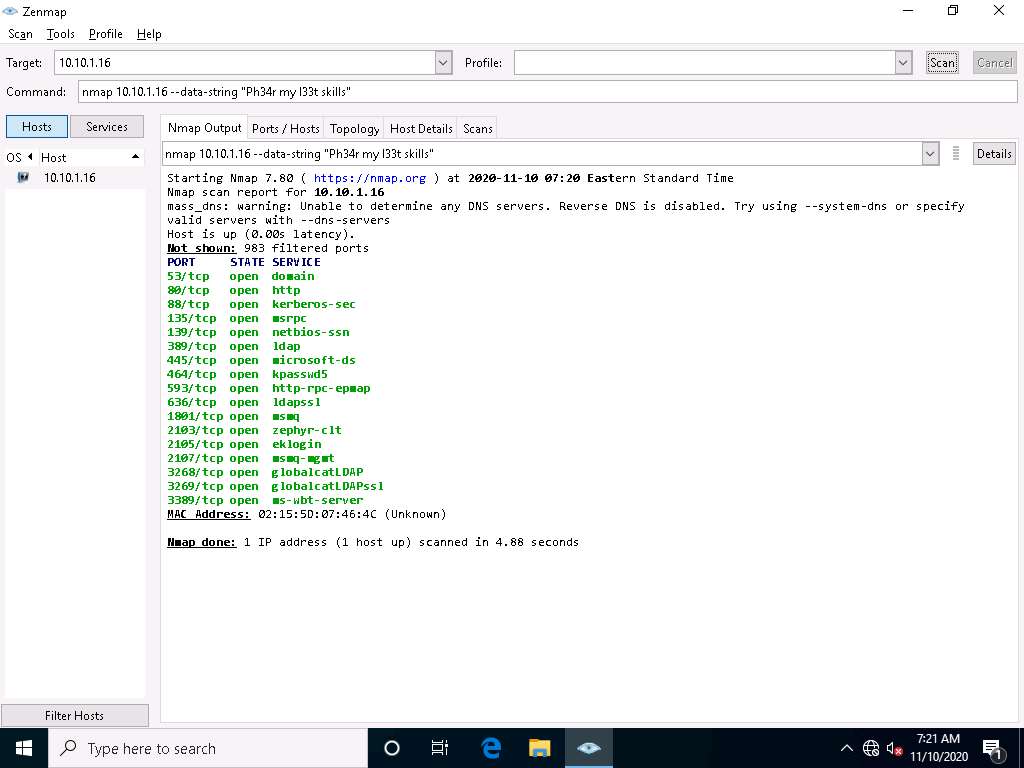 Zenmap
Scan Tools Profile Help
Target: 10.10.1.16 Profile: Scan Cancel
Command: nmap 10.10.1.16 --data-string "Ph34r my l33t skills"
Hosts Services
Nmap Output Ports / Hosts Topology Host Details Scans
OS Host
10.10.1.16
nmap 10.10.1.16 --data-string "Ph34r my l33t skills" Details
Starting Nmap 7.80 ( https://nmap.org ) at 2020-11-10 07:20 Eastern Standard Time
Nmap scan report for 10.10.1.16
mass_dns: warning: Unable to determine any DNS servers. Reverse DNS is disabled. Try using --system-dns or specify
valid servers with --dns-servers
Host is up (0.00s latency).
Not shown: 983 filtered ports
PORT STATE SERVICE
53/tcp open domain
80/tcp open http
88/tcp open kerberos-sec
135/tcp open msrpc
139/tcp open netbios-ssn
389/tcp open ldap
445/tcp open microsoft-ds
464/tcp open kpasswd5
593/tcp open http-rpc-epmap
636/tcp open ldapssl
1801/tcp open msmq
2103/tcp open zephyr-clt
2105/tcp open eklogin
2107/tcp open msmq-mgmt
3268/tcp open globalcatLDAP
3269/tcp open globalcatLDAPssl
3389/tcp open ms-wbt-server
MAC Address: 02:15:5D:07:46:4C (Unknown)
Nmap done: 1 IP address (1 host up) scanned in 4.88 seconds
Filter Hosts
Type here to search
7:21 AM
11/10/2020
1